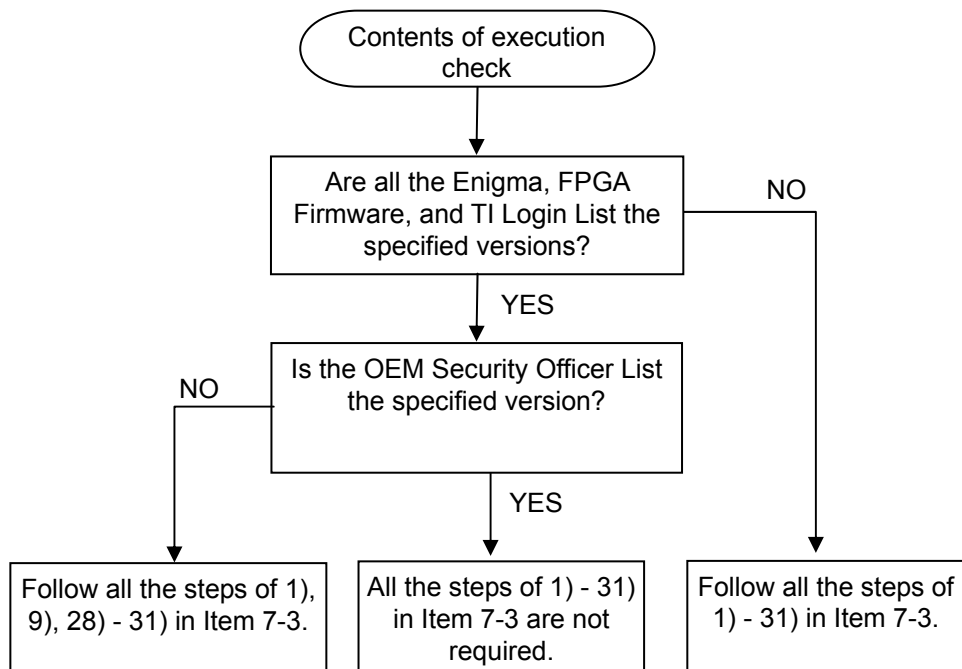 Contents of execution
check
Are all the Enigma, FPGA
Firmware, and TI Login List the
specified versions?
NO
YES
Is the OEM Security Officer List
the specified version?
NO
YES
Follow all the steps of 1),
9), 28) - 31) in Item 7-3.
All the steps of 1) - 31)
in Item 7-3 are not
required.
Follow all the steps of
1) - 31) in Item 7-3.